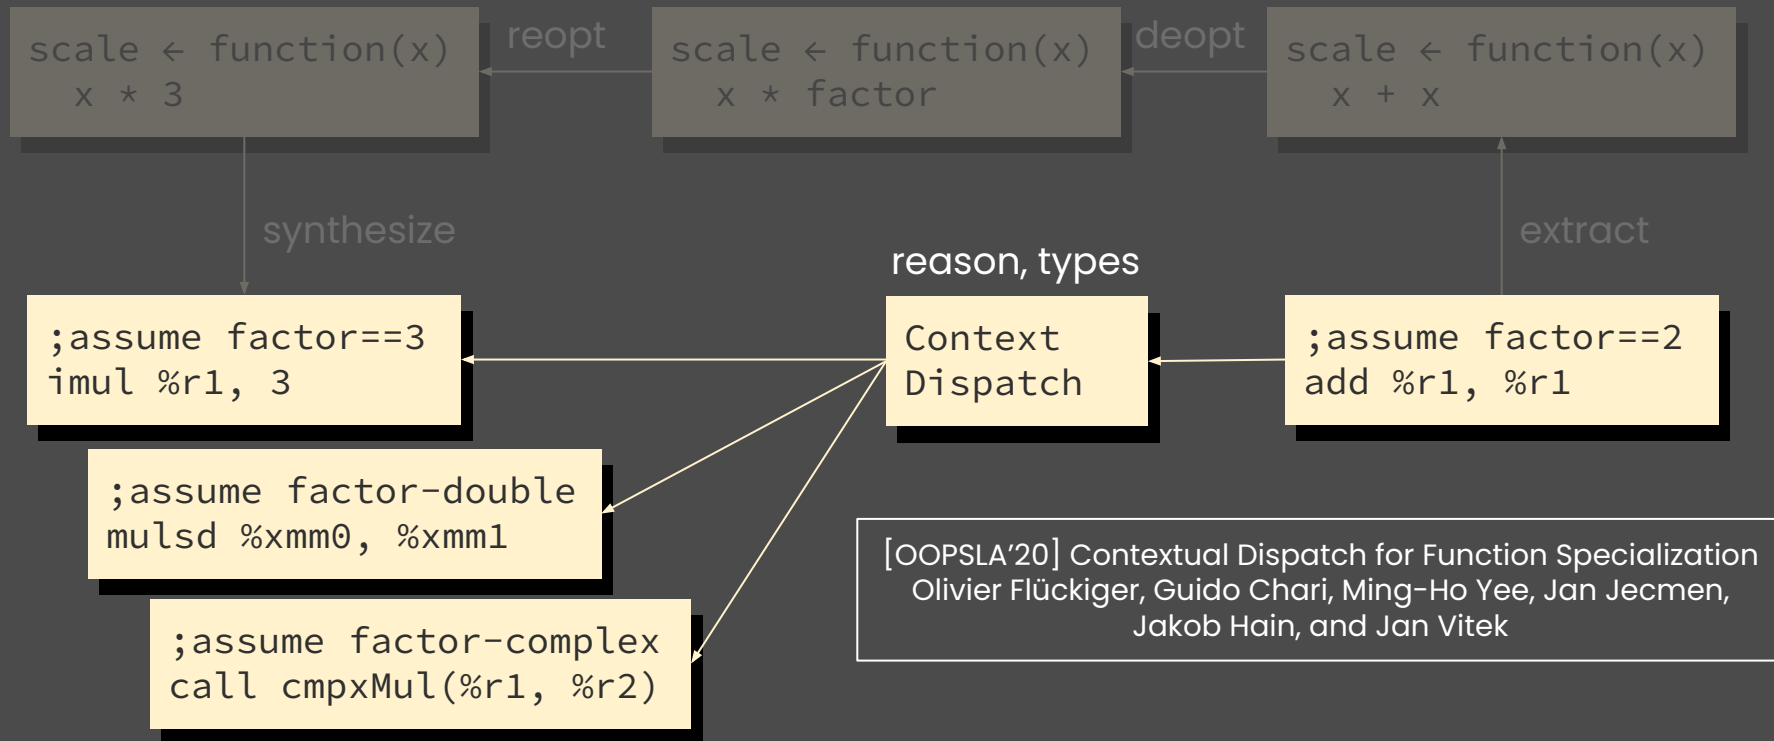 scale ← function(x)
x * 3
reopt
scale ← function(x)
x * factor
deopt
scale ← function(x)
x + x
synthesize
extract
reason, types
;assume factor==3
imul %r1, 3
Context
Dispatch
;assume factor==2
add %r1, %r1
;assume factor-double
mulsd %xmm0, %xmm1
;assume factor-complex
call cmpxMul(%r1, %r2)
[OOPSLA’20] Contextual Dispatch for Function Specialization
Olivier Flückiger, Guido Chari, Ming-Ho Yee, Jan Jecmen,
Jakob Hain, and Jan Vitek